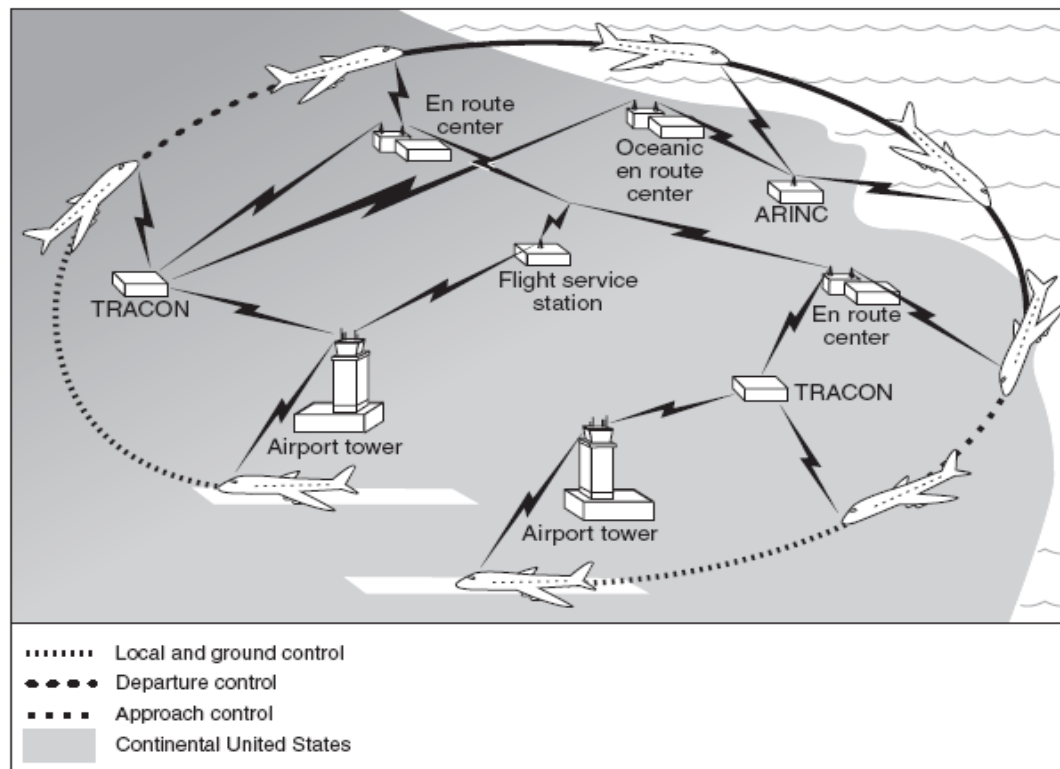 En route
center
Oceanic
en route
center
ARINC
TRACON
Flight service
station
En route
center
TRACON
Airport tower
Airport tower
Local and ground control
Departure control
Approach control
Continental United States